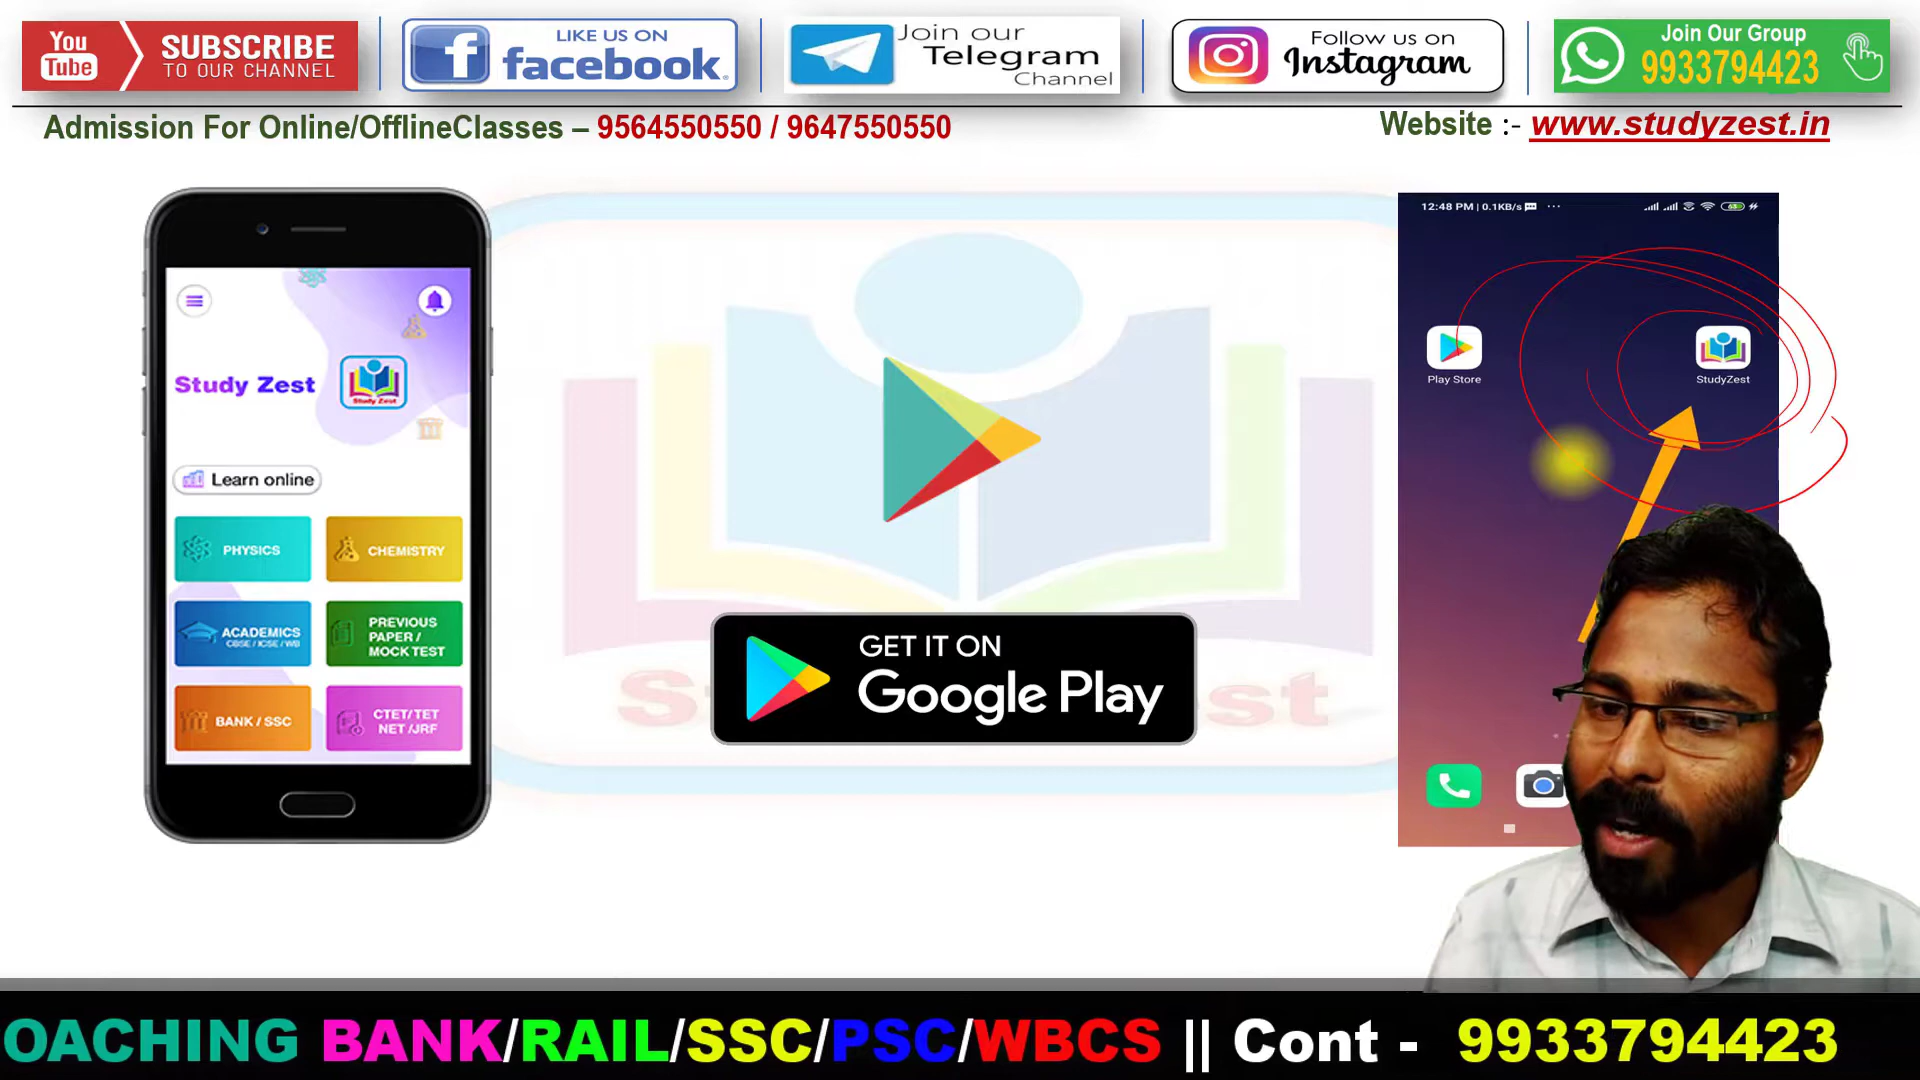 You
Tube
SUBSCRIBE
TO OUR CHANNEL
LIKE US ON
facebook.
Join our
Telegram
Channel
Follow us on
Instagram
Join Our Group
9933794423
Admission For Online/OfflineClasses – 9564550550 / 9647550550
Website :- www.studyzest.in
Study Zest
Study Zest
Learn online
PHYSICS
CHEMISTRY
ACADEMICS
CBSE / ICSE / WB
PREVIOUS
PAPER /
MOCK TEST
BANK / SSC
CTET/ TET
NET /JRF
GET IT ON
Google Play
12:48 PM | 0.1KB/s
Play Store
StudyZest
OACHING BANK/RAIL/SSC/PSC/WBCS || Cont - 9933794423